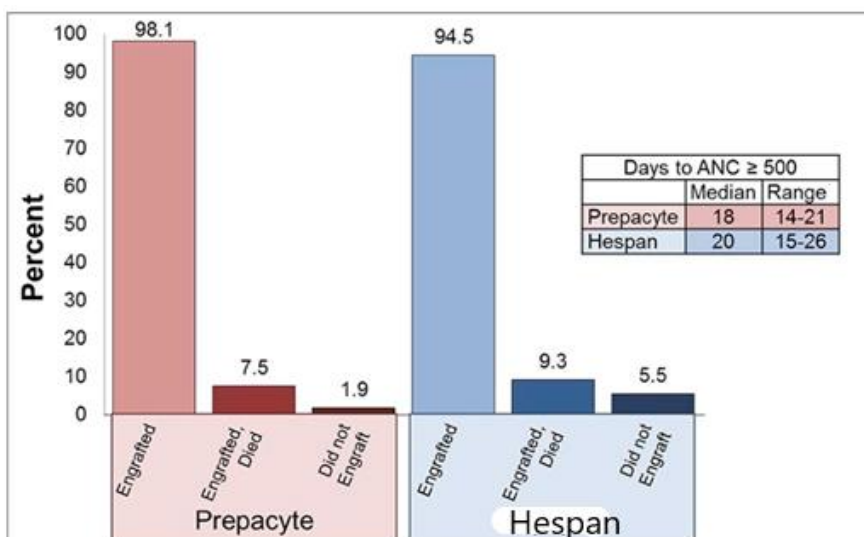 100
90
80
70
60
50
40
30
20
10
0
Percent
98.1
7.5
1.9
94.5
9.3
5.5
Days to ANC ≥ 500
Median Range
Prepacyte 18 14-21
Hespan 20 15-26
Engrafted
Engrafted,
Died
Did not
Engraft
Engrafted
Engrafted,
Died
Did not
Engraft
Prepacyte
Hespan